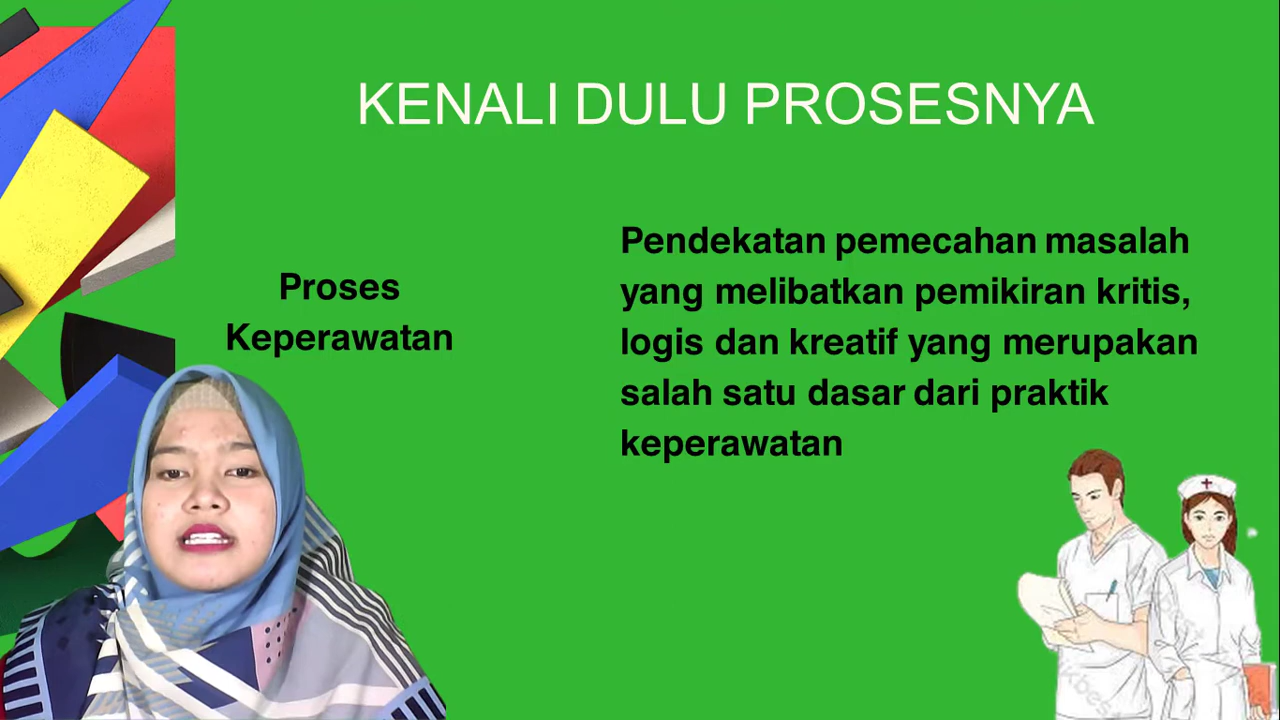 KENALI DULU PROSESNYA
Proses
Keperawatan
Pendekatan pemecahan masalah
yang melibatkan pemikiran kritis,
logis dan kreatif yang merupakan
salah satu dasar dari praktik
keperawatan